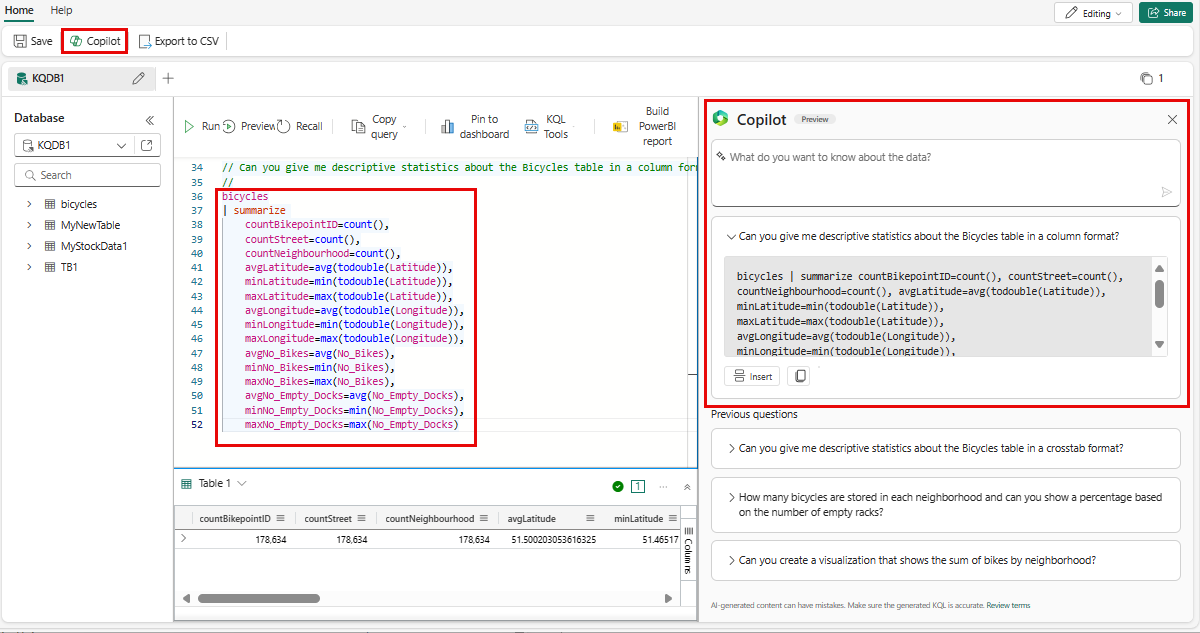 Home Help
Editing
Share
Save
Copilot
Export to CSV
KQDB1
1
Database
KQDB1
Search
bicycles
MyNewTable
MyStockData1
TB1
Run
Preview
Recall
Copy
query
Pin to
dashboard
KQL
Tools
Build
PowerBI
report
34 // Can you give me descriptive statistics about the Bicycles table in a column for
35 //
36 bicycles
37 | summarize
38 countBikepointID=count(),
39 countStreet=count(),
40 countNeighbourhood=count(),
41 avgLatitude=avg(todouble(Latitude)),
42 minLatitude=min(todouble(Latitude)),
43 maxLatitude=max(todouble(Latitude)),
44 avgLongitude=avg(todouble(Longitude)),
45 minLongitude=min(todouble(Longitude)),
46 maxLongitude=max(todouble(Longitude)),
47 avgNo_Bikes=avg(No_Bikes),
48 minNo_Bikes=min(No_Bikes),
49 maxNo_Bikes=max(No_Bikes),
50 avgNo_Empty_Docks=avg(No_Empty_Docks),
51 minNo_Empty_Docks=min(No_Empty_Docks),
52 maxNo_Empty_Docks=max(No_Empty_Docks)
Table 1
1
countBikepointID countStreet countNeighbourhood avgLatitude minLatitude
178,634 178,634 178,634 51.500203053616325 51.46517
Columns
Copilot Preview
What do you want to know about the data?
Can you give me descriptive statistics about the Bicycles table in a column format?
bicycles | summarize countBikepointID=count(), countStreet=count(),
countNeighbourhood=count(), avgLatitude=avg(todouble(Latitude)),
minLatitude=min(todouble(Latitude)),
maxLatitude=max(todouble(Latitude)),
avgLongitude=avg(todouble(Longitude)),
minLongitude=min(todouble(Longitude)),
Insert
Previous questions
Can you give me descriptive statistics about the Bicycles table in a crosstab format?
How many bicycles are stored in each neighborhood and can you show a percentage based
on the number of empty racks?
Can you create a visualization that shows the sum of bikes by neighborhood?
AI-generated content can have mistakes. Make sure the generated KQL is accurate. Review terms